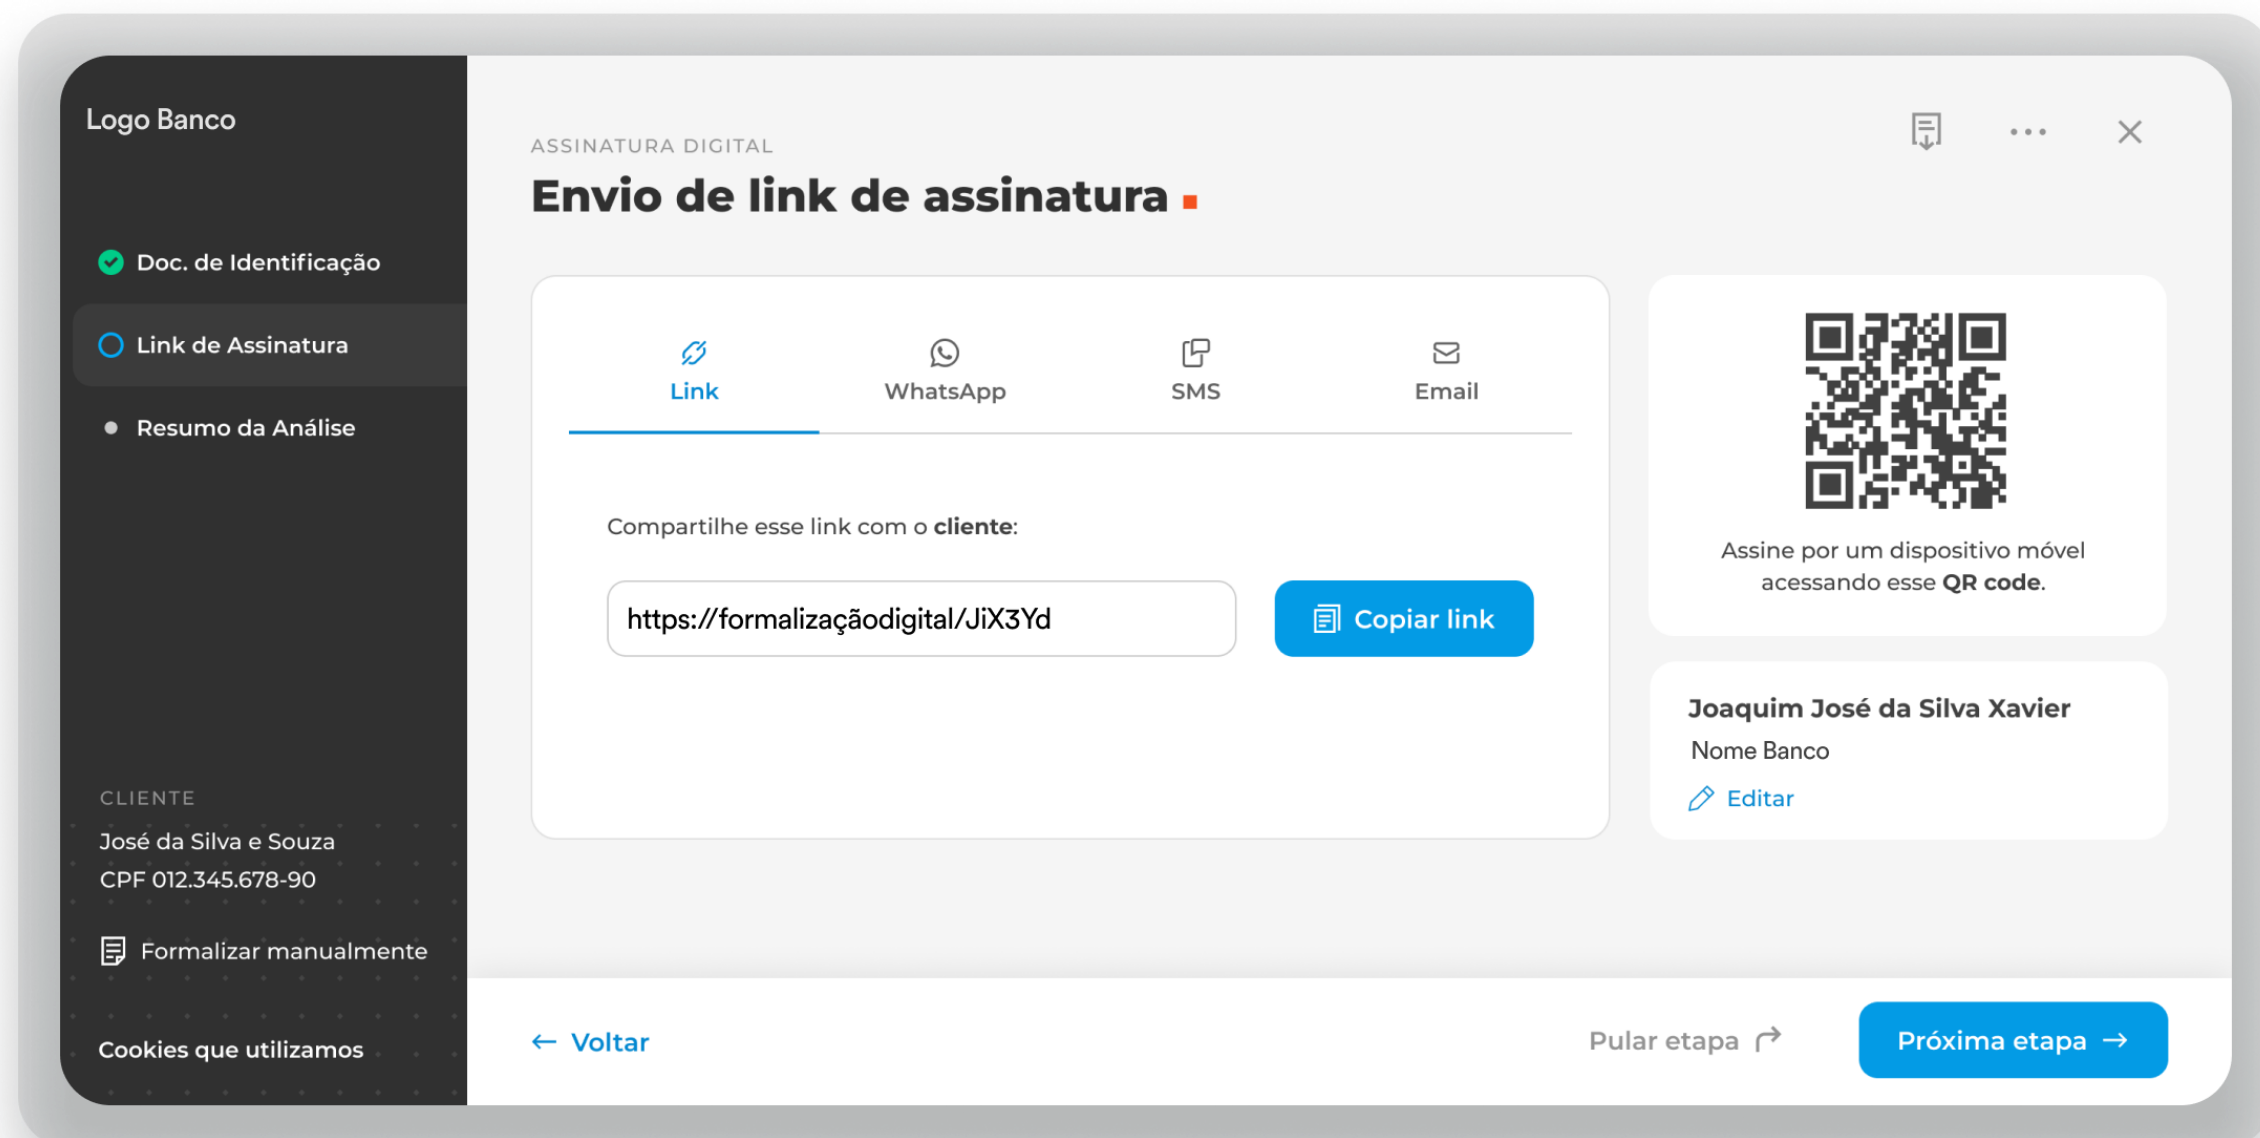 Logo Banco
Doc. de Identificação
Link de Assinatura
Resumo da Análise
CLIENTE
José da Silva e Souza
CPF 012.345.678-90
Formalizar manualmente
Cookies que utilizamos
ASSINATURA DIGITAL
Envio de link de assinatura
Link
WhatsApp
SMS
Email
Compartilhe esse link com o cliente:
https://formalizaçãodigital/JiX3Yd
Copiar link
Assine por um dispositivo móvel
acessando esse QR code.
Joaquim José da Silva Xavier
Nome Banco
Editar
Voltar
Pular etapa
Próxima etapa